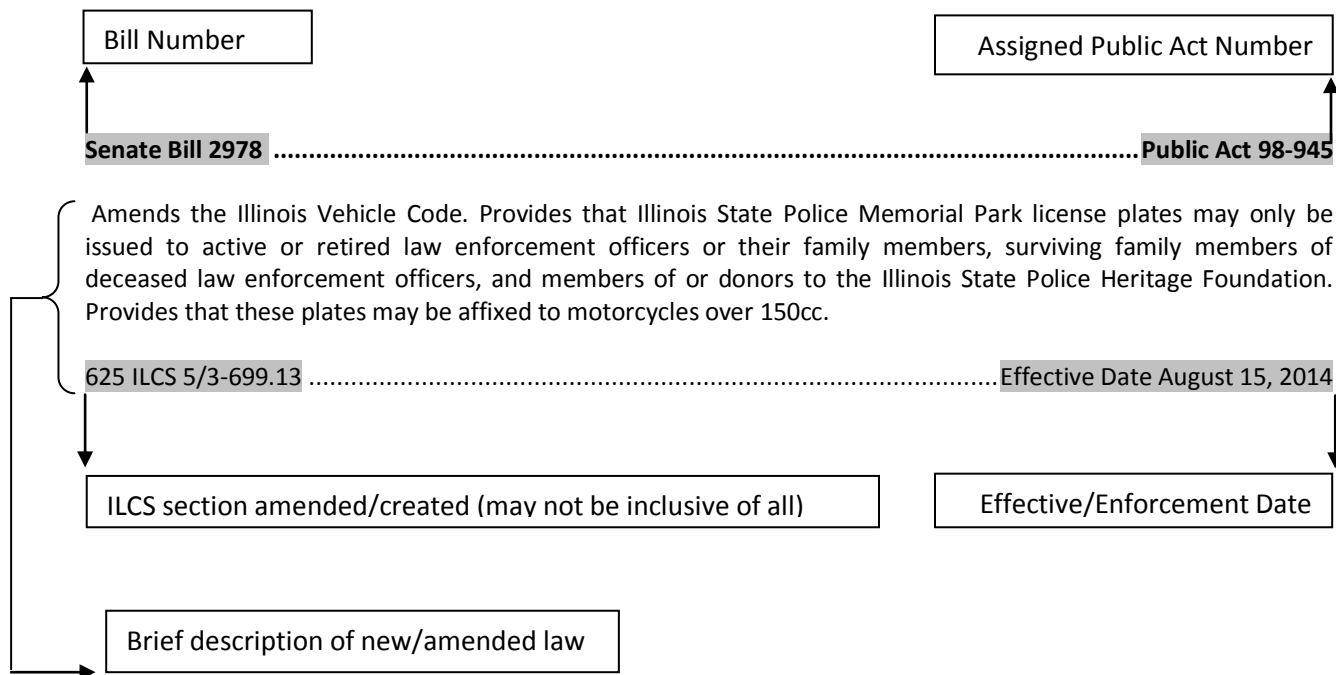 Bill Number
Assigned Public Act Number
Senate Bill 2978 ........................................................................................................................................................ Public Act 98-945
Amends the Illinois Vehicle Code. Provides that Illinois State Police Memorial Park license plates may only be
issued to active or retired law enforcement officers or their family members, surviving family members of
deceased law enforcement officers, and members of or donors to the Illinois State Police Heritage Foundation.
Provides that these plates may be affixed to motorcycles over 150cc.
625 ILCS 5/3-699.13 ............................................................................................................................ Effective Date August 15, 2014
ILCS section amended/created (may not be inclusive of all)
Effective/Enforcement Date
Brief description of new/amended law